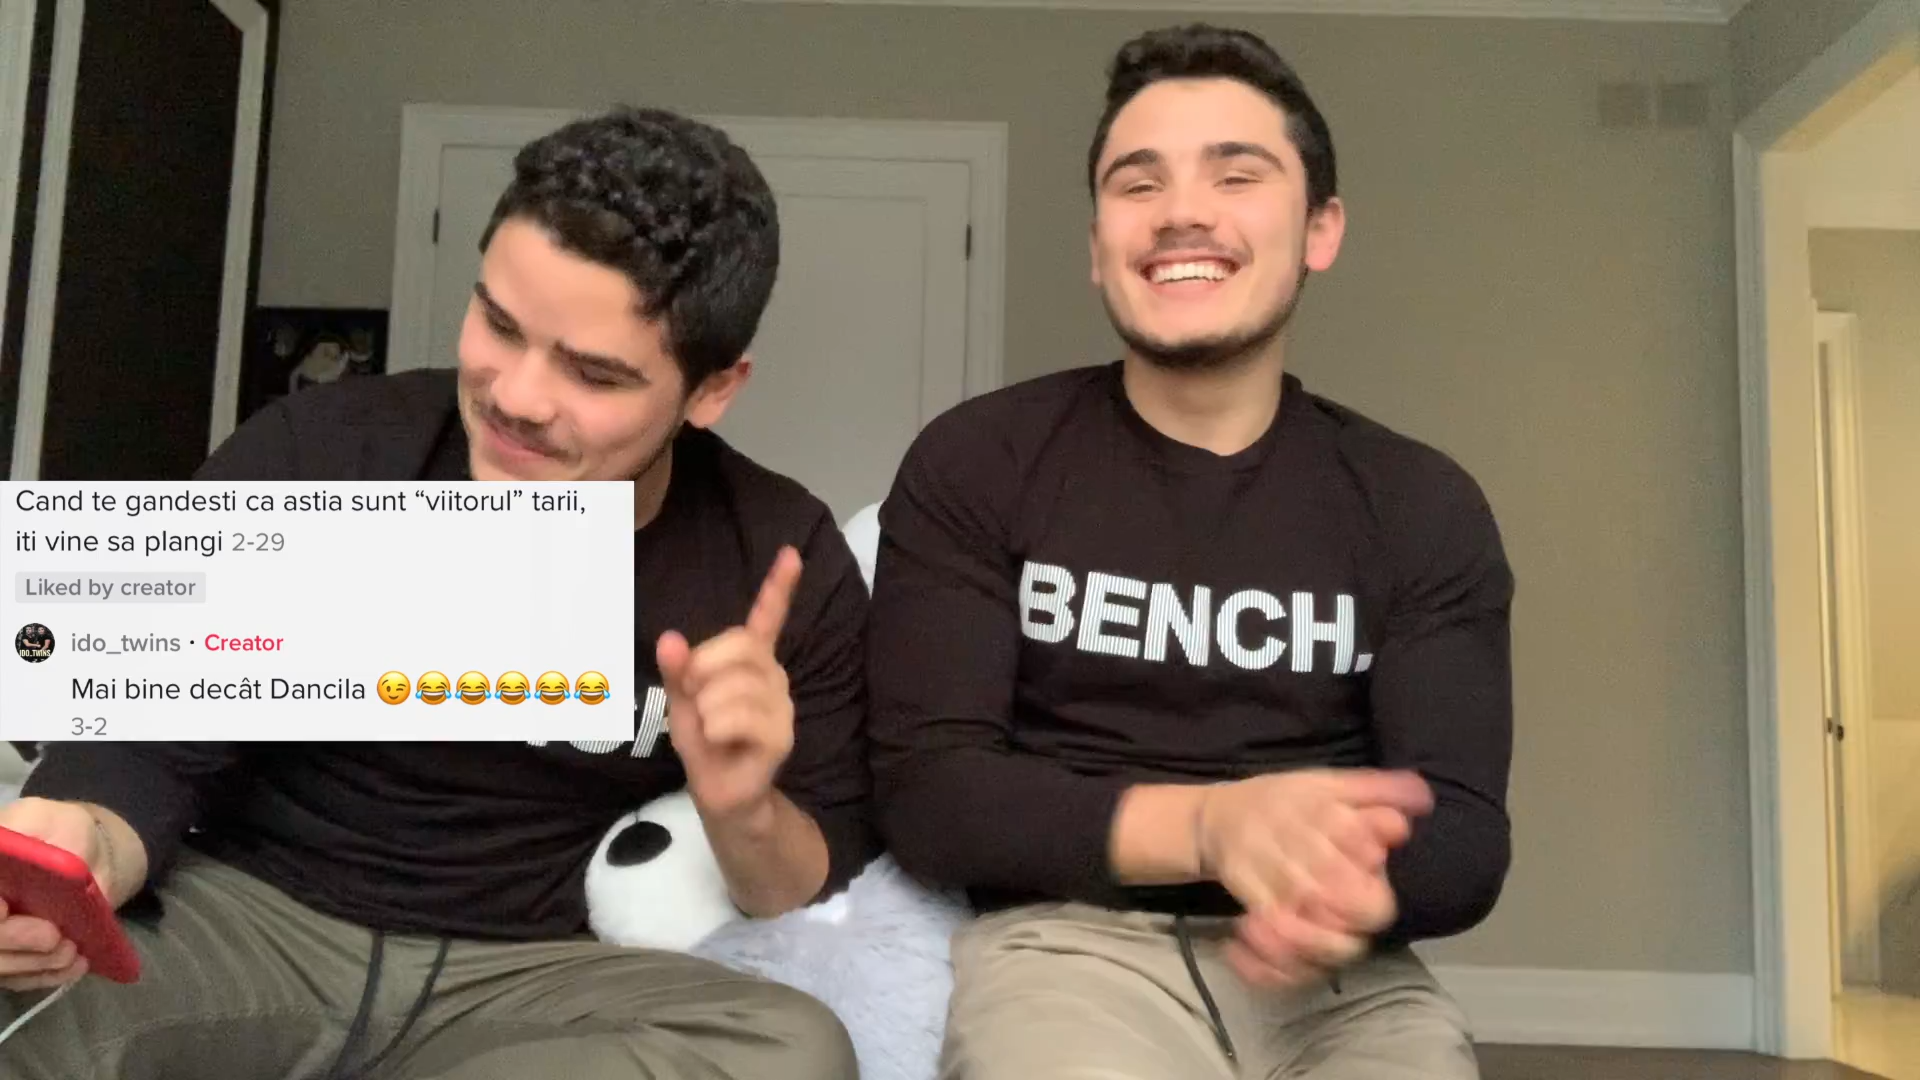 Cand te gandesti ca astia sunt “viitorul” tarii,
iti vine sa plangi 2-29
Liked by creator
ido_twins · Creator
Mai bine decât Dancila 😉😂😂😂😂😂
3-2
BENCH.